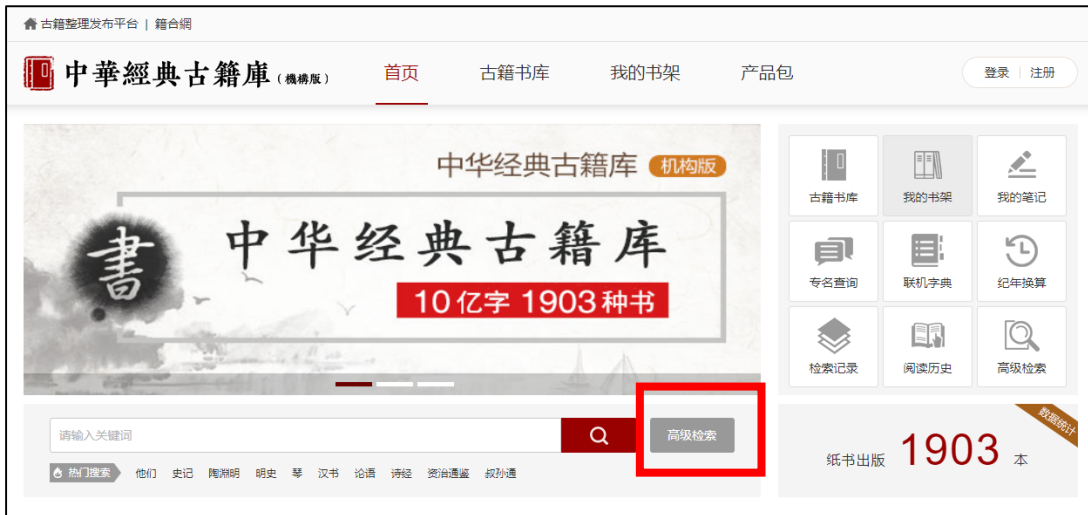 古籍整理发布平台 | 籍合網
中華經典古籍庫(機構版) 首页 古籍书库 我的书架 产品包 登录 注册
中华经典古籍库 机构版
書
中华经典古籍库
10亿字 1903种书
古籍书库 我的书架 我的笔记
专名查询 联机字典 纪年换算
检索记录 阅读历史 高级检索
请输入关键词 高级检索
热门搜索 他们 史记 陶渊明 明史 琴 汉书 论语 诗经 资治通鉴 叔孙通
数据统计
纸书出版 1903 本